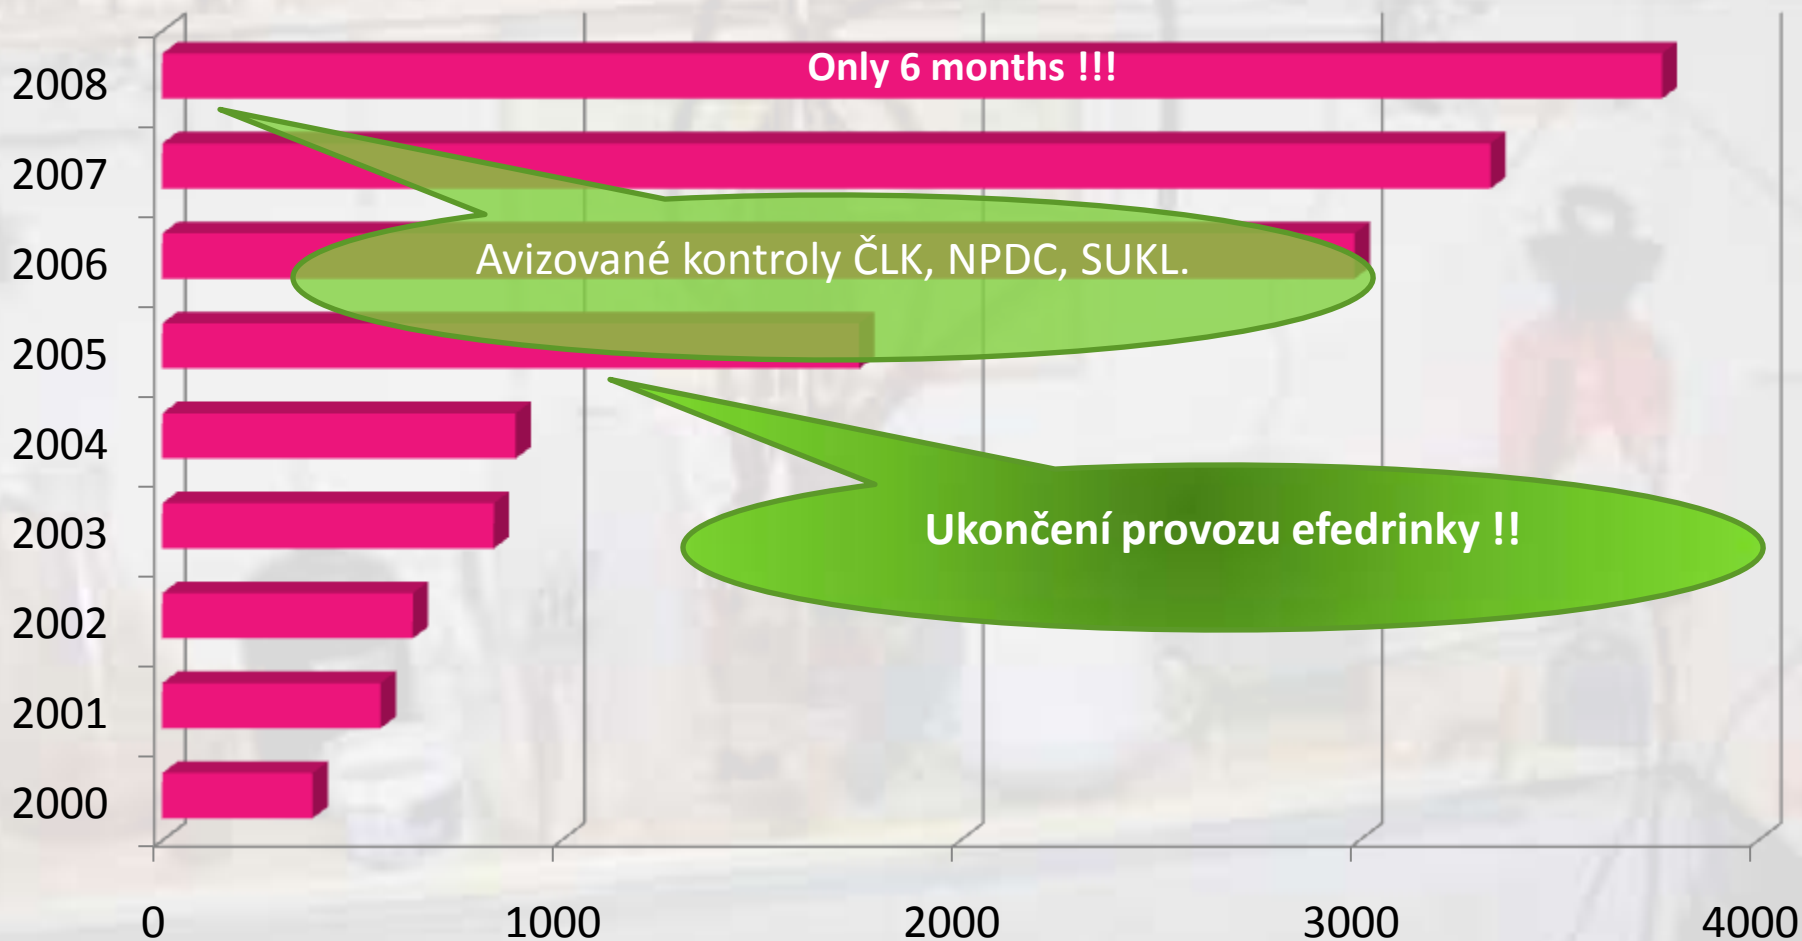 2008
Only 6 months !!!
2007
2006
Avizované kontroly ČLK, NPDC, SUKL.
2005
2004
2003
Ukončení provozu efedrinky !!
2002
2001
2000
0 1000 2000 3000 4000